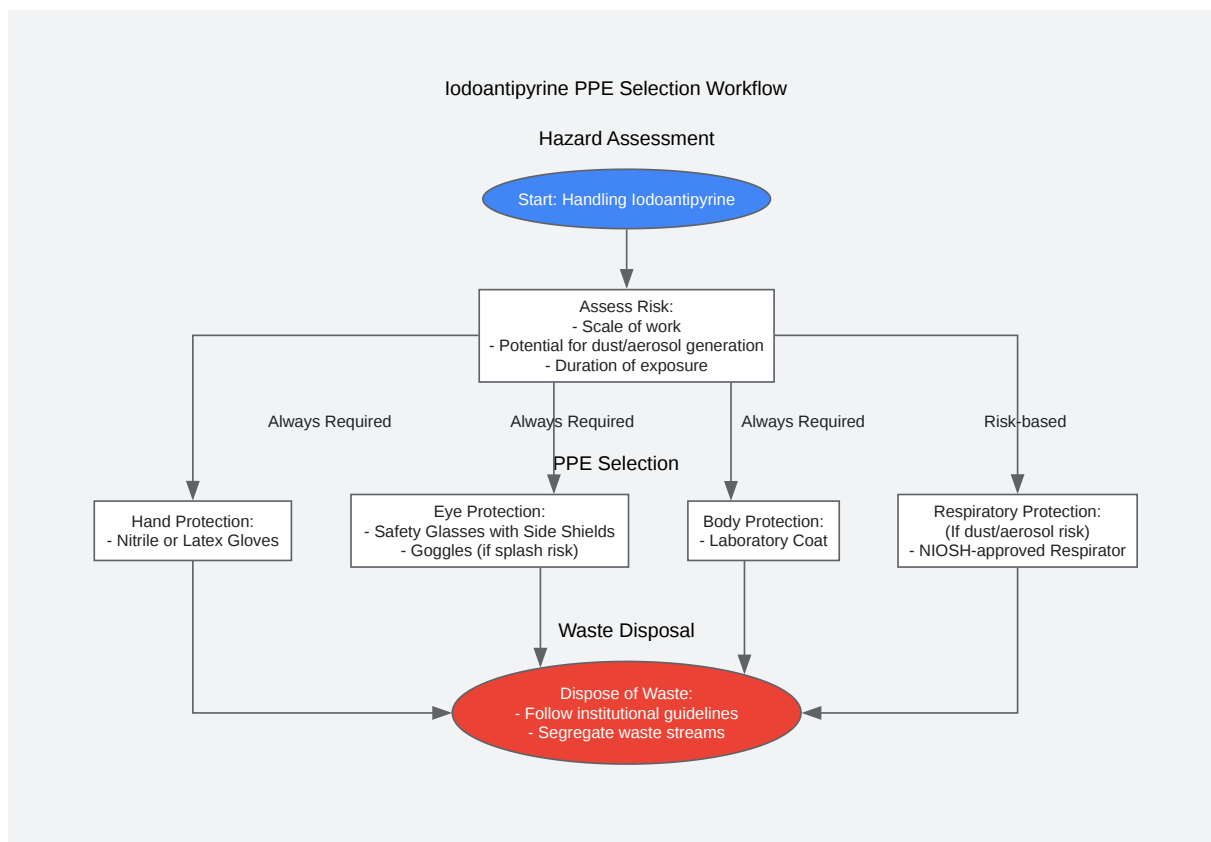 Iodoantipyrine PPE Selection Workflow
Hazard Assessment
Start: Handling Iodoantipyrine
Assess Risk:
- Scale of work
- Potential for dust/aerosol generation
- Duration of exposure
Always Required
Always Required
Always Required
Risk-based
PPE Selection
Hand Protection:
- Nitrile or Latex Gloves
Eye Protection:
- Safety Glasses with Side Shields
- Goggles (if splash risk)
Body Protection:
- Laboratory Coat
Respiratory Protection:
(If dust/aerosol risk)
- NIOSH-approved Respirator
Waste Disposal
Dispose of Waste:
- Follow institutional guidelines
- Segregate waste streams